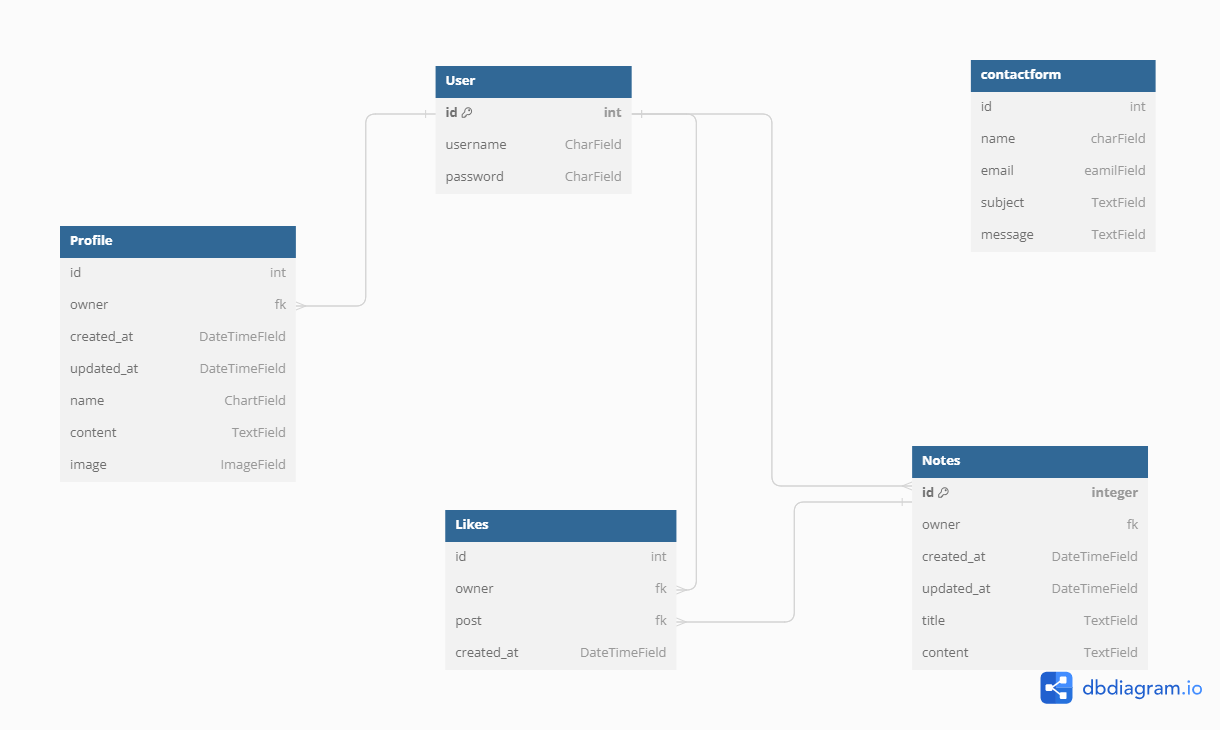 User
id int
username CharField
password CharField
contactform
id int
name charField
email eamilField
subject TextField
message TextField
Profile
id int
owner fk
created_at DateTimeField
updated_at DateTimeField
name ChartField
content TextField
image ImageField
Likes
id int
owner fk
post fk
created_at DateTimeField
Notes
id integer
owner fk
created_at DateTimeField
updated_at DateTimeField
title TextField
content TextField
dbdiagram.io